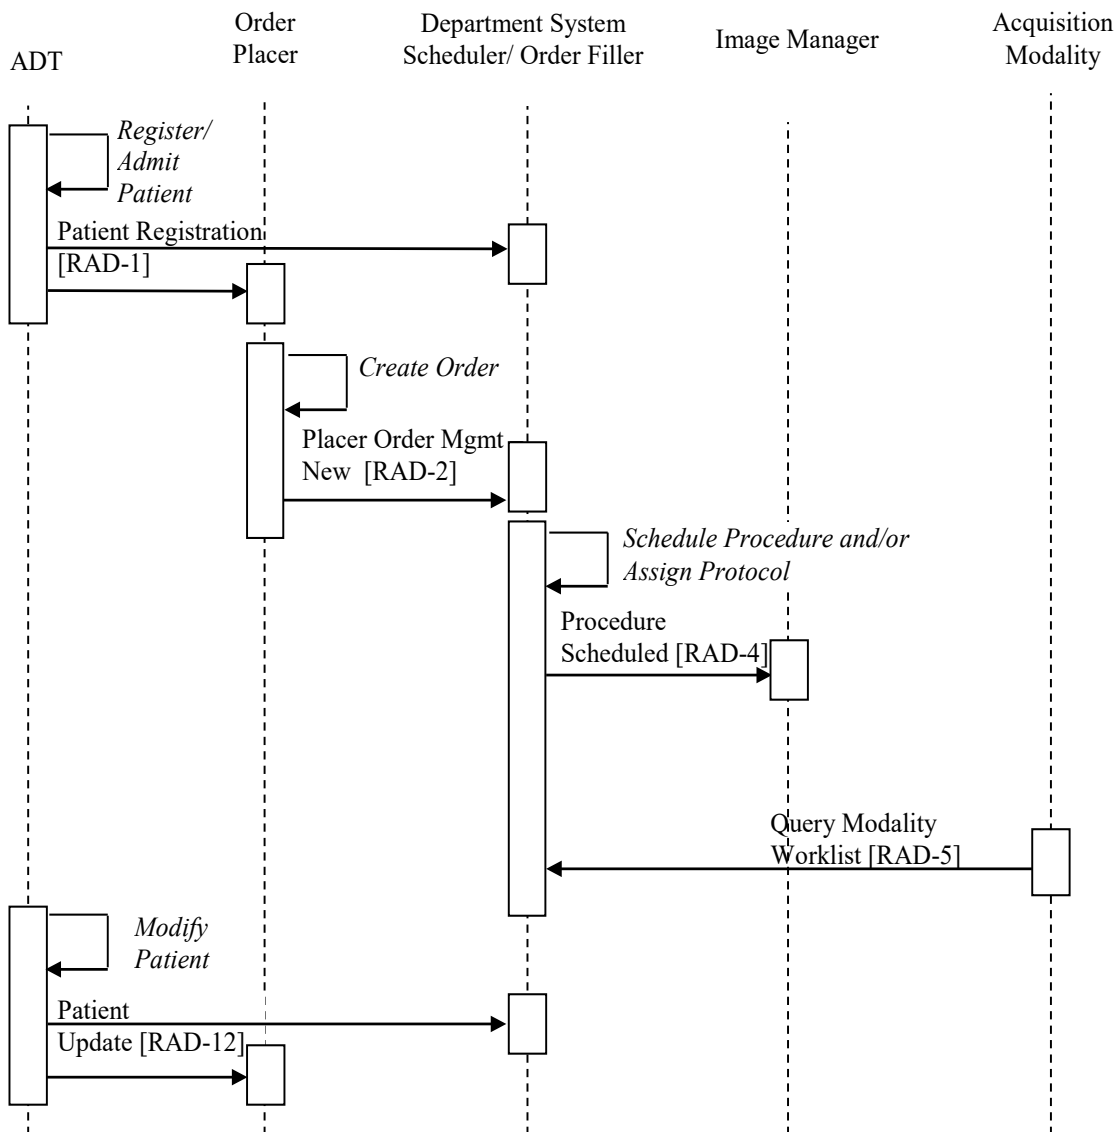 ADT
Order
Placer
Department System
Scheduler/ Order Filler
Image Manager
Acquisition
Modality
Register/
Admit
Patient
Patient Registration
[RAD-1]
Create Order
Placer Order Mgmt
New  [RAD-2]
Schedule Procedure and/or
Assign Protocol
Procedure
Scheduled [RAD-4]
Query Modality
Worklist [RAD-5]
Modify
Patient
Patient
Update [RAD-12]